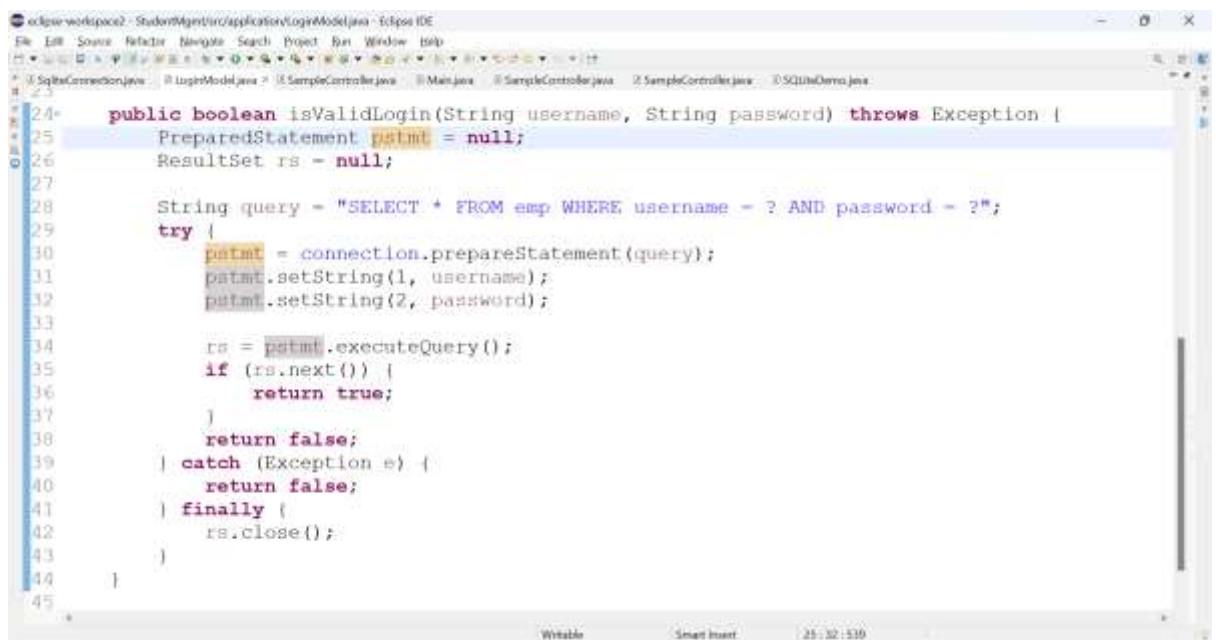 eclipse-workspace2 - StudentMgmt/src/application/LoginModel.java - Eclipse IDE
File Edit Source Refactor Navigate Search Project Run Window Help
SqliteConnection.java LoginModel.java SampleController.java Main.java SampleController.java SampleController.java SQLiteDemo.java
23
24 public boolean isValidLogin(String username, String password) throws Exception {
25 PreparedStatement pstmt = null;
26 ResultSet rs = null;
27
28 String query = "SELECT * FROM emp WHERE username = ? AND password = ?";
29 try {
30 pstmt = connection.prepareStatement(query);
31 pstmt.setString(1, username);
32 pstmt.setString(2, password);
33
34 rs = pstmt.executeQuery();
35 if (rs.next()) {
36 return true;
37 }
38 return false;
39 } catch (Exception e) {
40 return false;
41 } finally {
42 rs.close();
43 }
44 }
45
Writable Smart Insert 25 : 32 : 539